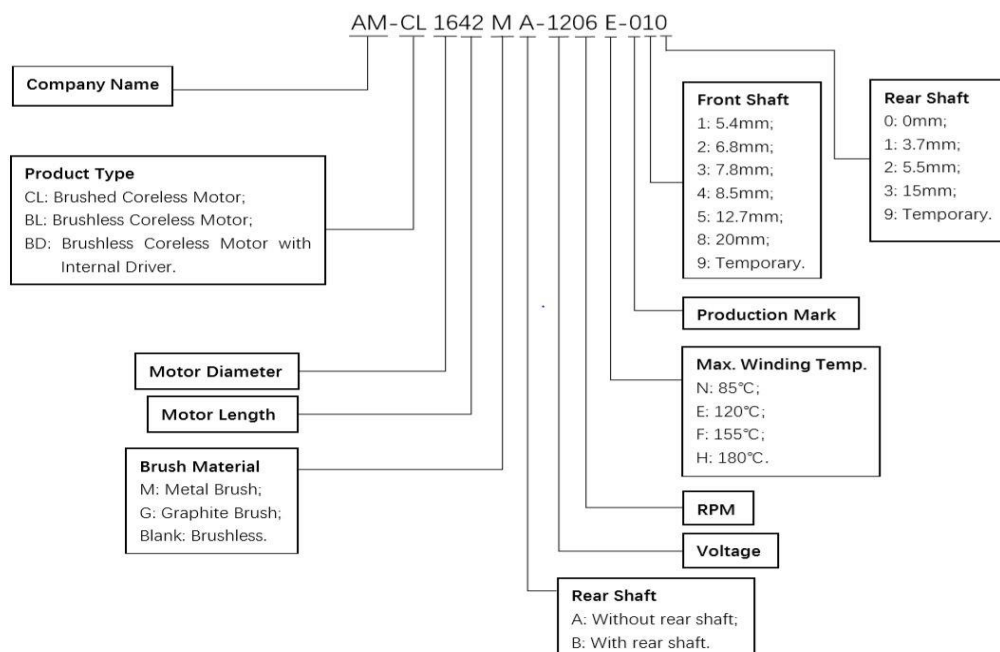 AM-CL 1642 M A-1206 E-010
Company Name
Product Type
CL: Brushed Coreless Motor;
BL: Brushless Coreless Motor;
BD: Brushless Coreless Motor with
Internal Driver.
Motor Diameter
Motor Length
Brush Material
M: Metal Brush;
G: Graphite Brush;
Blank: Brushless.
Front Shaft
1: 5.4mm;
2: 6.8mm;
3: 7.8mm;
4: 8.5mm;
5: 12.7mm;
8: 20mm;
9: Temporary.
Rear Shaft
0: 0mm;
1: 3.7mm;
2: 5.5mm;
3: 15mm;
9: Temporary.
Production Mark
Max. Winding Temp.
N: 85℃;
E: 120℃;
F: 155℃;
H: 180℃.
RPM
Voltage
Rear Shaft
A: Without rear shaft;
B: With rear shaft.